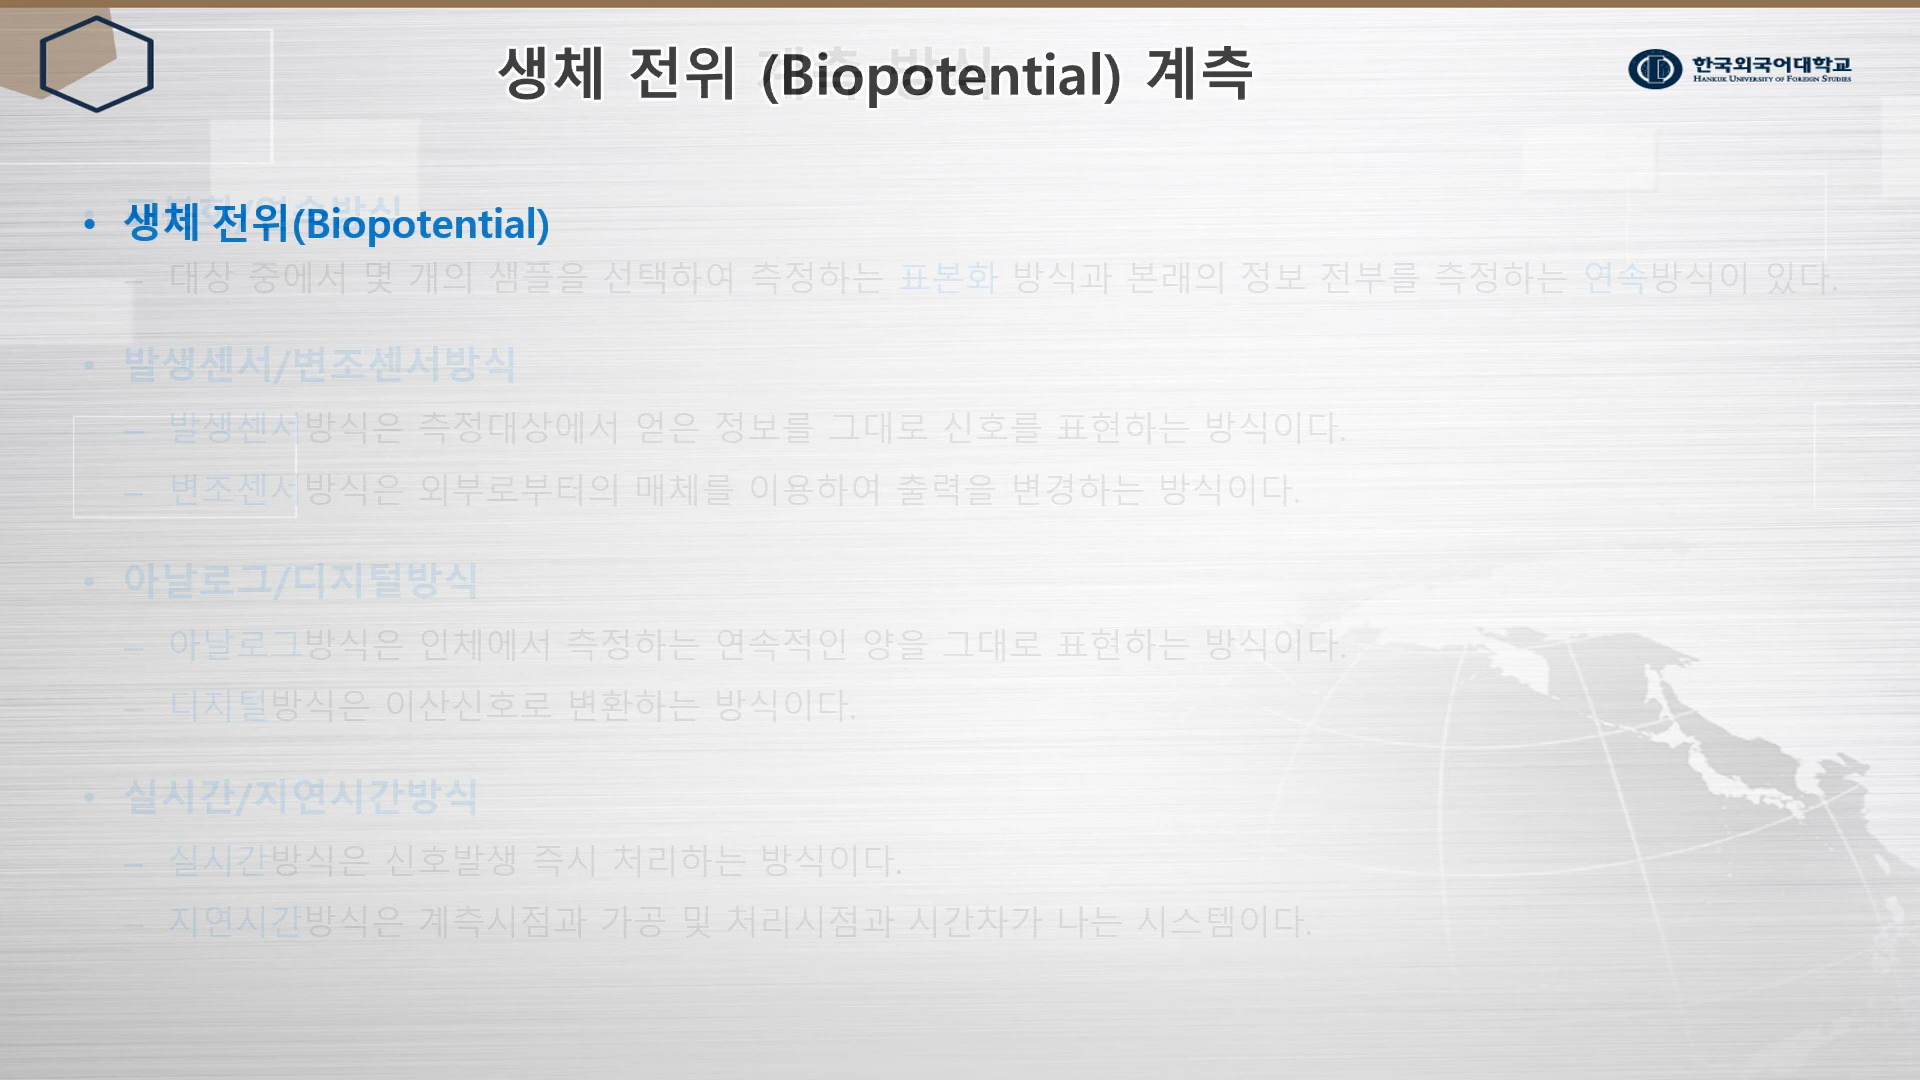 생체 전위 (Biopotential) 계측
계측 방식
한국외국어대학교
HANKUK UNIVERSITY OF FOREIGN STUDIES
• 표본화/연속방식
• 생체 전위(Biopotential)
– 대상 중에서 몇 개의 샘플을 선택하여 측정하는 표본화 방식과 본래의 정보 전부를 측정하는 연속방식이 있다.
• 발생센서/변조센서방식
– 발생센서방식은 측정대상에서 얻은 정보를 그대로 신호를 표현하는 방식이다.
– 변조센서방식은 외부로부터의 매체를 이용하여 출력을 변경하는 방식이다.
• 아날로그/디지털방식
– 아날로그방식은 인체에서 측정하는 연속적인 양을 그대로 표현하는 방식이다.
– 디지털방식은 이산신호로 변환하는 방식이다.
• 실시간/지연시간방식
– 실시간방식은 신호발생 즉시 처리하는 방식이다.
– 지연시간방식은 계측시점과 가공 및 처리시점과 시간차가 나는 시스템이다.